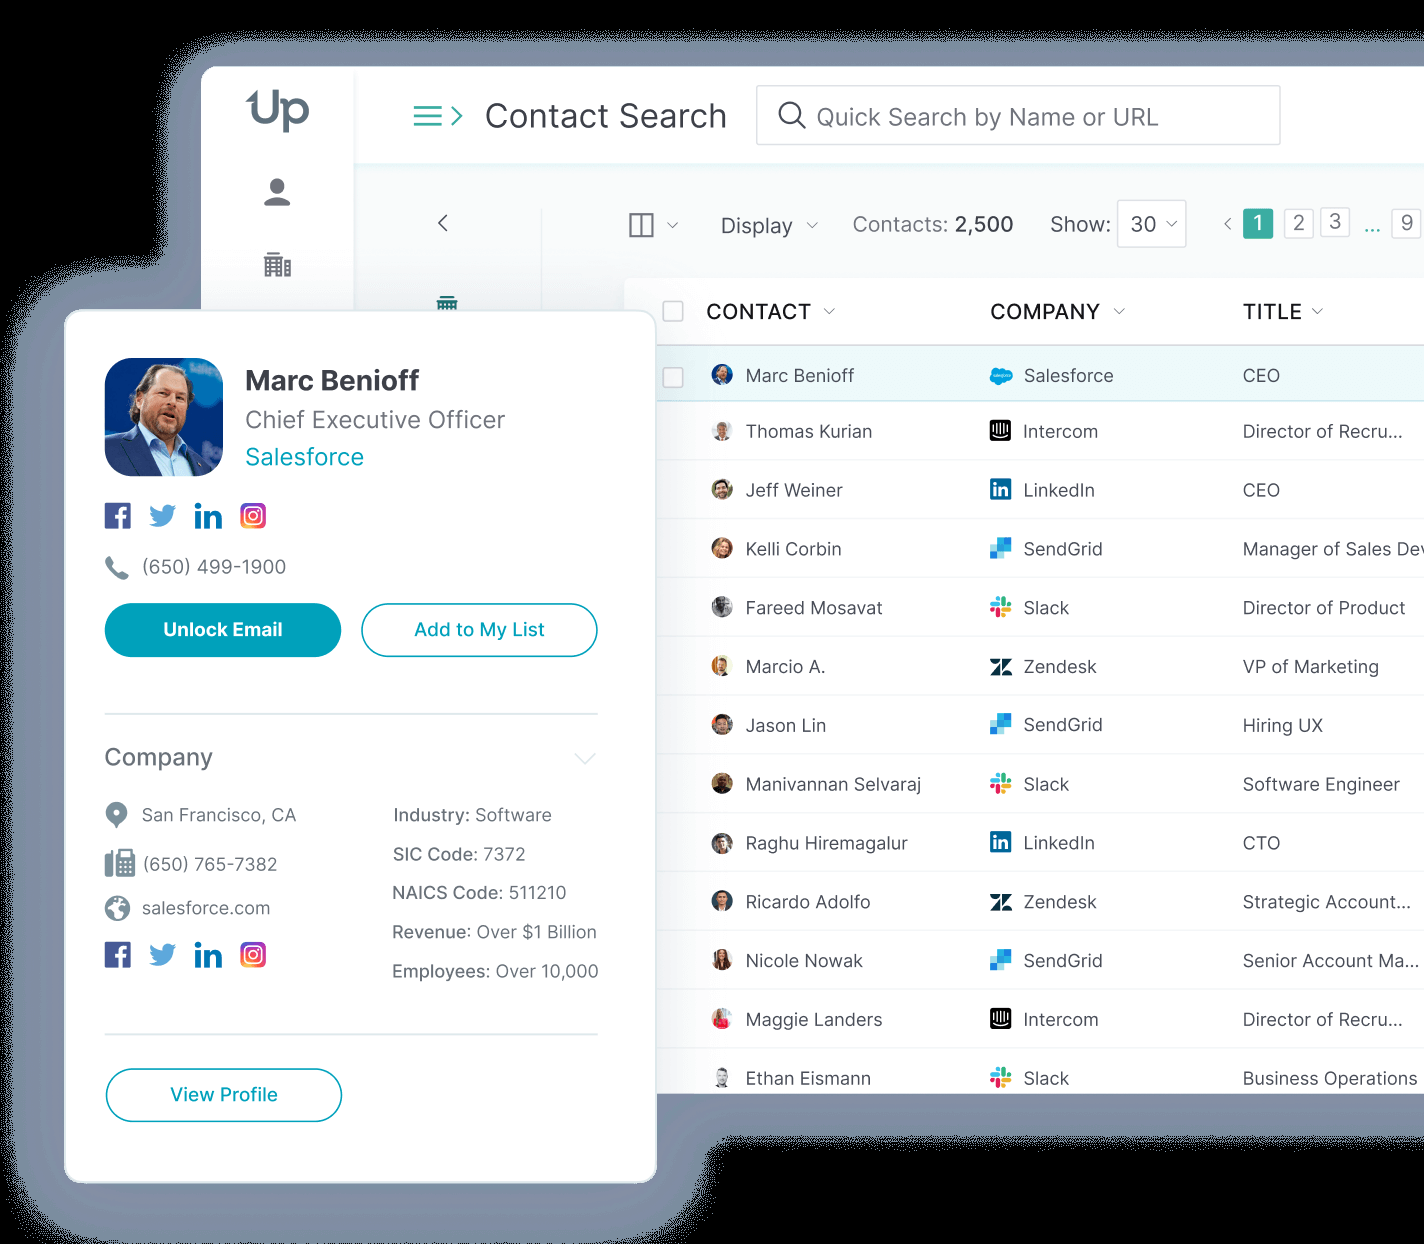 Up
Contact Search
Quick Search by Name or URL
Display
Contacts: 2,500
Show: 30
1 2 3 ... 9
CONTACT COMPANY TITLE
Marc Benioff Salesforce CEO
Thomas Kurian Intercom Director of Recru...
Jeff Weiner LinkedIn CEO
Kelli Corbin SendGrid Manager of Sales Dev
Fareed Mosavat Slack Director of Product
Marcio A. Zendesk VP of Marketing
Jason Lin SendGrid Hiring UX
Manivannan Selvaraj Slack Software Engineer
Raghu Hiremagalur LinkedIn CTO
Ricardo Adolfo Zendesk Strategic Account...
Nicole Nowak SendGrid Senior Account Ma...
Maggie Landers Intercom Director of Recru...
Ethan Eismann Slack Business Operations
Marc Benioff
Chief Executive Officer
Salesforce
(650) 499-1900
Unlock Email
Add to My List
Company
San Francisco, CA
(650) 765-7382
salesforce.com
Industry: Software
SIC Code: 7372
NAICS Code: 511210
Revenue: Over $1 Billion
Employees: Over 10,000
View Profile